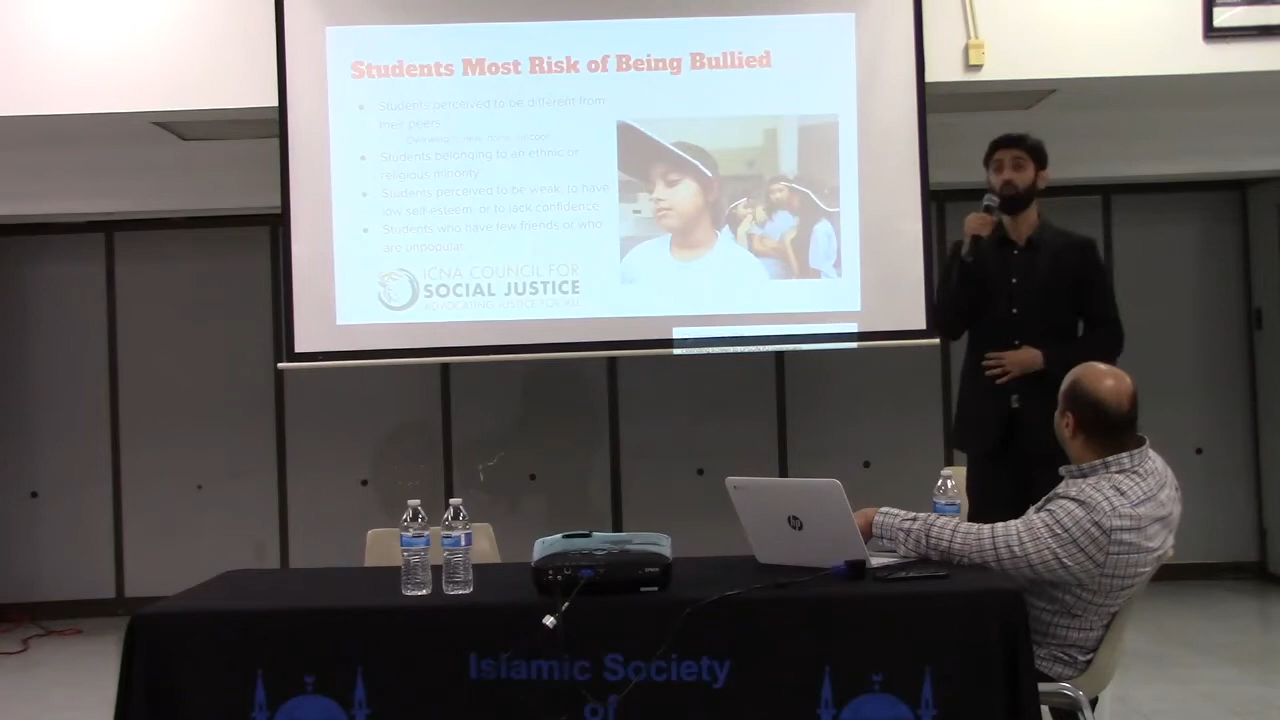 Students Most Risk of Being Bullied
Students perceived to be different from
their peers
Students belonging to an ethnic or
religious minority
Students perceived to be weak, to have
low self-esteem, or to lack confidence
Students who have few friends or who
are unpopular
ICNA COUNCIL FOR
SOCIAL JUSTICE
ADVOCATING JUSTICE FOR ALL
hp
EPSON
Islamic Society
of